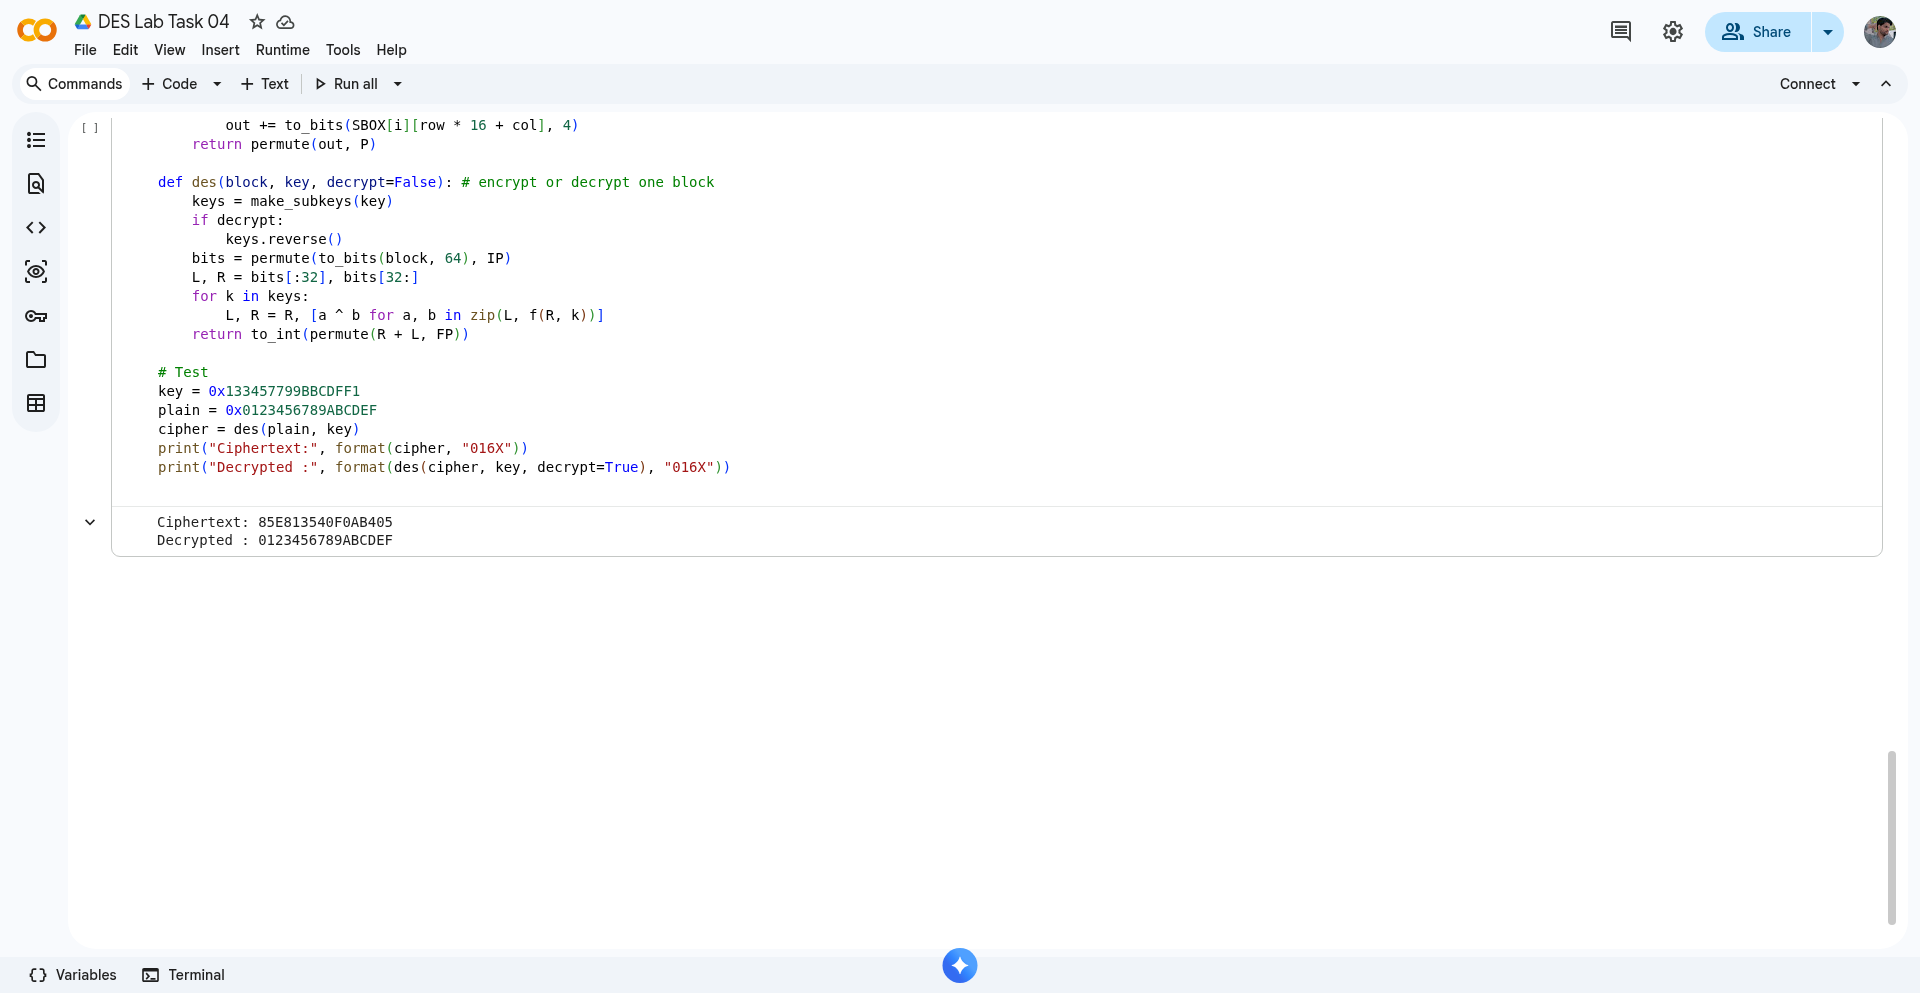 DES Lab Task 04
File Edit View Insert Runtime Tools Help
Share
Commands + Code + Text Run all
Connect
[ ]
out += to_bits(SBOX[i][row * 16 + col], 4)
return permute(out, P)
def des(block, key, decrypt=False): # encrypt or decrypt one block
keys = make_subkeys(key)
if decrypt:
keys.reverse()
bits = permute(to_bits(block, 64), IP)
L, R = bits[:32], bits[32:]
for k in keys:
L, R = R, [a ^ b for a, b in zip(L, f(R, k))]
return to_int(permute(R + L, FP))
# Test
key = 0x133457799BBCDFF1
plain = 0x0123456789ABCDEF
cipher = des(plain, key)
print("Ciphertext:", format(cipher, "016X"))
print("Decrypted :", format(des(cipher, key, decrypt=True), "016X"))
Ciphertext: 85E813540F0AB405
Decrypted : 0123456789ABCDEF
Variables Terminal